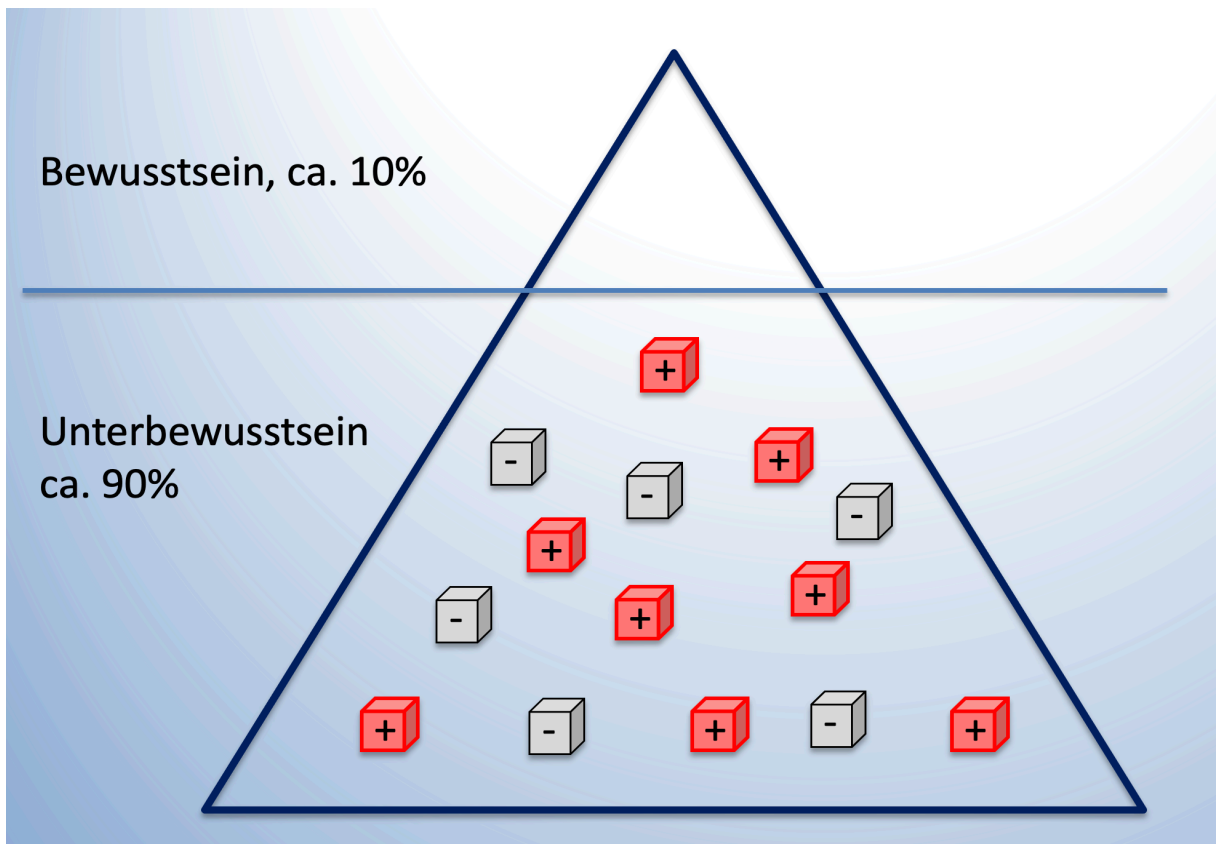 Bewusstsein, ca. 10%
Unterbewusstsein
ca. 90%
+
- +
- -
+
- + +
+ - + - +